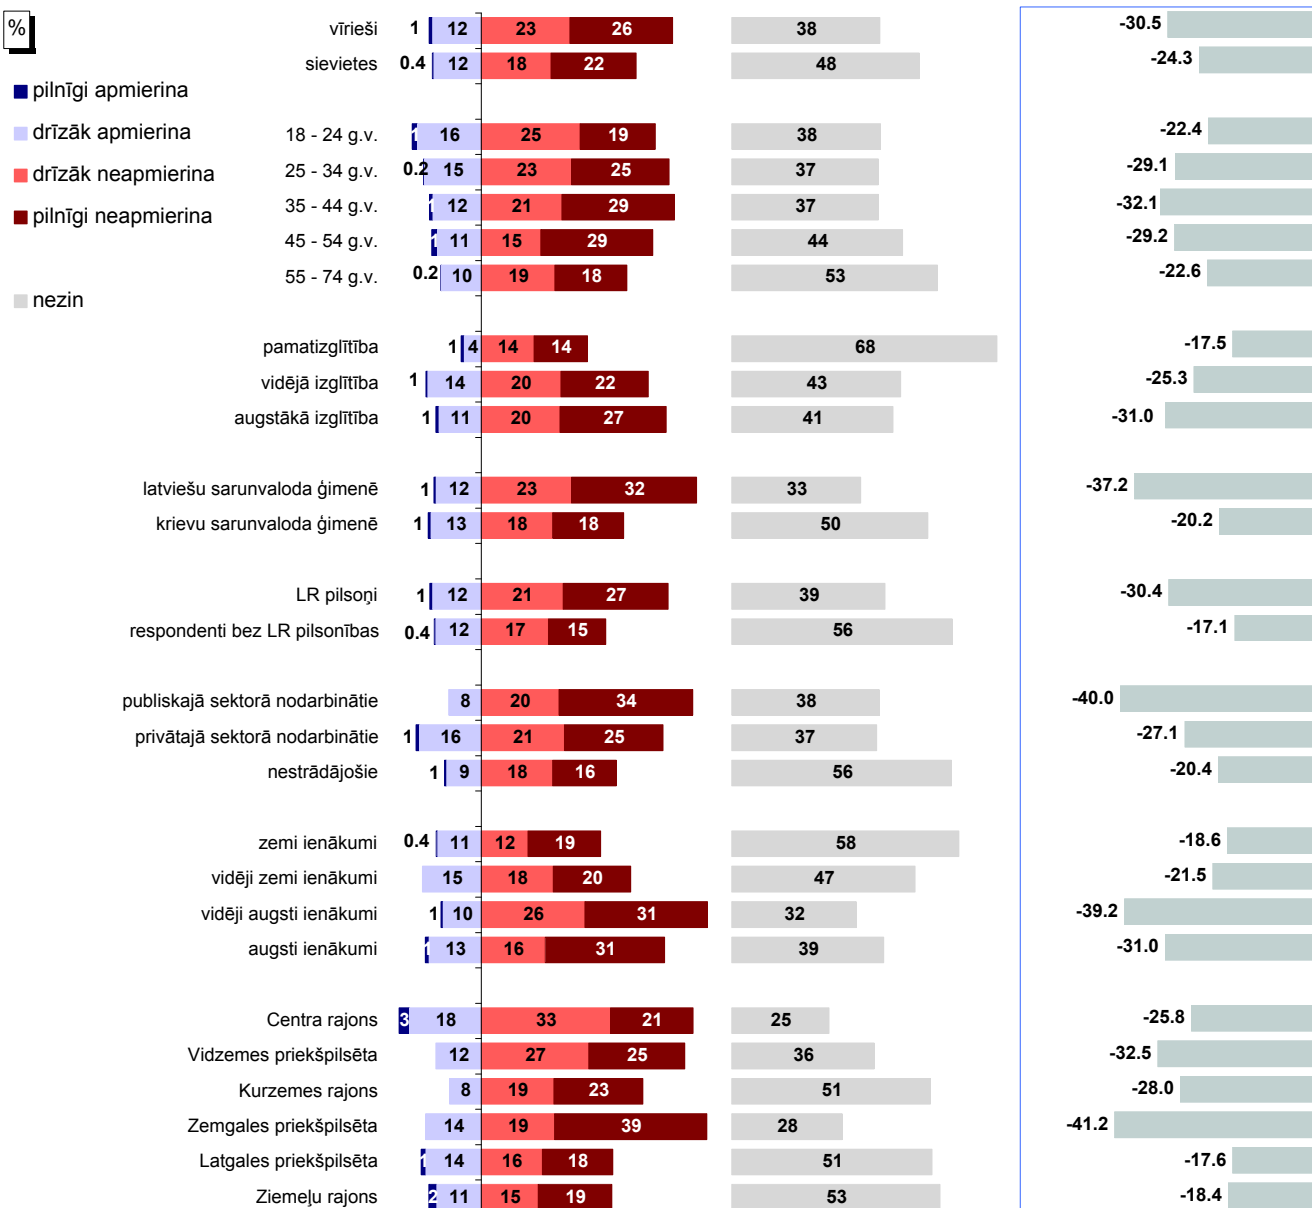 %
pilnīgi apmierina
drīzāk apmierina
drīzāk neapmierina
pilnīgi neapmierina
nezin
vīrieši 1 12 23 26 38 -30.5
sievietes 0.4 12 18 22 48 -24.3
18 - 24 g.v. 1 16 25 19 38 -22.4
25 - 34 g.v. 0.2 15 23 25 37 -29.1
35 - 44 g.v. 1 12 21 29 37 -32.1
45 - 54 g.v. 1 11 15 29 44 -29.2
55 - 74 g.v. 0.2 10 19 18 53 -22.6
pamatizglītība 1 4 14 14 68 -17.5
vidējā izglītība 1 14 20 22 43 -25.3
augstākā izglītība 1 11 20 27 41 -31.0
latviešu sarunvaloda ģimenē 1 12 23 32 33 -37.2
krievu sarunvaloda ģimenē 1 13 18 18 50 -20.2
LR pilsoņi 1 12 21 27 39 -30.4
respondenti bez LR pilsonības 0.4 12 17 15 56 -17.1
publiskajā sektorā nodarbinātie 8 20 34 38 -40.0
privātajā sektorā nodarbinātie 1 16 21 25 37 -27.1
nestrādājošie 1 9 18 16 56 -20.4
zemi ienākumi 0.4 11 12 19 58 -18.6
vidēji zemi ienākumi 15 18 20 47 -21.5
vidēji augsti ienākumi 1 10 26 31 32 -39.2
augsti ienākumi 1 13 16 31 39 -31.0
Centra rajons 3 18 33 21 25 -25.8
Vidzemes priekšpilsēta 12 27 25 36 -32.5
Kurzemes rajons 8 19 23 51 -28.0
Zemgales priekšpilsēta 14 19 39 28 -41.2
Latgales priekšpilsēta 1 14 16 18 51 -17.6
Ziemeļu rajons 2 11 15 19 53 -18.4